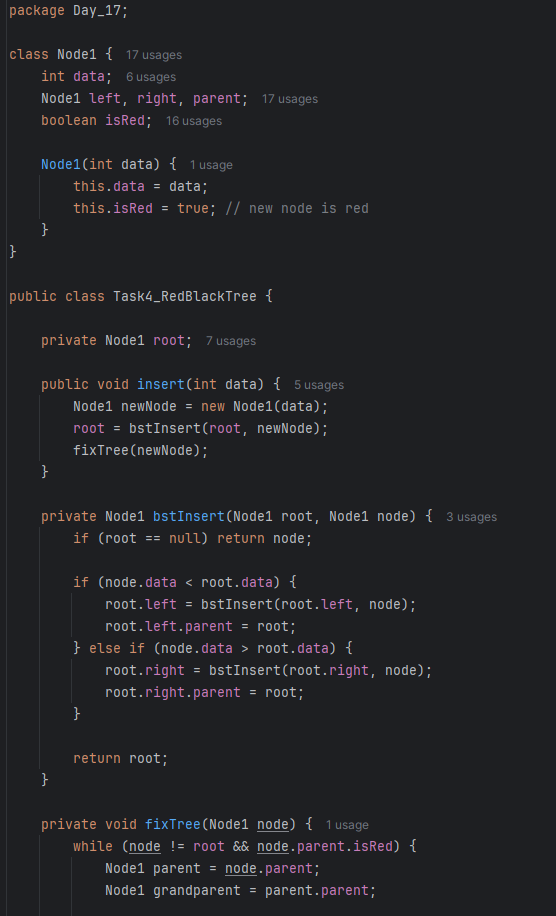 package Day_17;

class Node1 {  17 usages
    int data;  6 usages
    Node1 left, right, parent;  17 usages
    boolean isRed;  16 usages

    Node1(int data) {  1 usage
        this.data = data;
        this.isRed = true; // new node is red
    }
}

public class Task4_RedBlackTree {

    private Node1 root;  7 usages

    public void insert(int data) {  5 usages
        Node1 newNode = new Node1(data);
        root = bstInsert(root, newNode);
        fixTree(newNode);
    }

    private Node1 bstInsert(Node1 root, Node1 node) {  3 usages
        if (root == null) return node;

        if (node.data < root.data) {
            root.left = bstInsert(root.left, node);
            root.left.parent = root;
        } else if (node.data > root.data) {
            root.right = bstInsert(root.right, node);
            root.right.parent = root;
        }

        return root;
    }

    private void fixTree(Node1 node) {  1 usage
        while (node != root && node.parent.isRed) {
            Node1 parent = node.parent;
            Node1 grandparent = parent.parent;